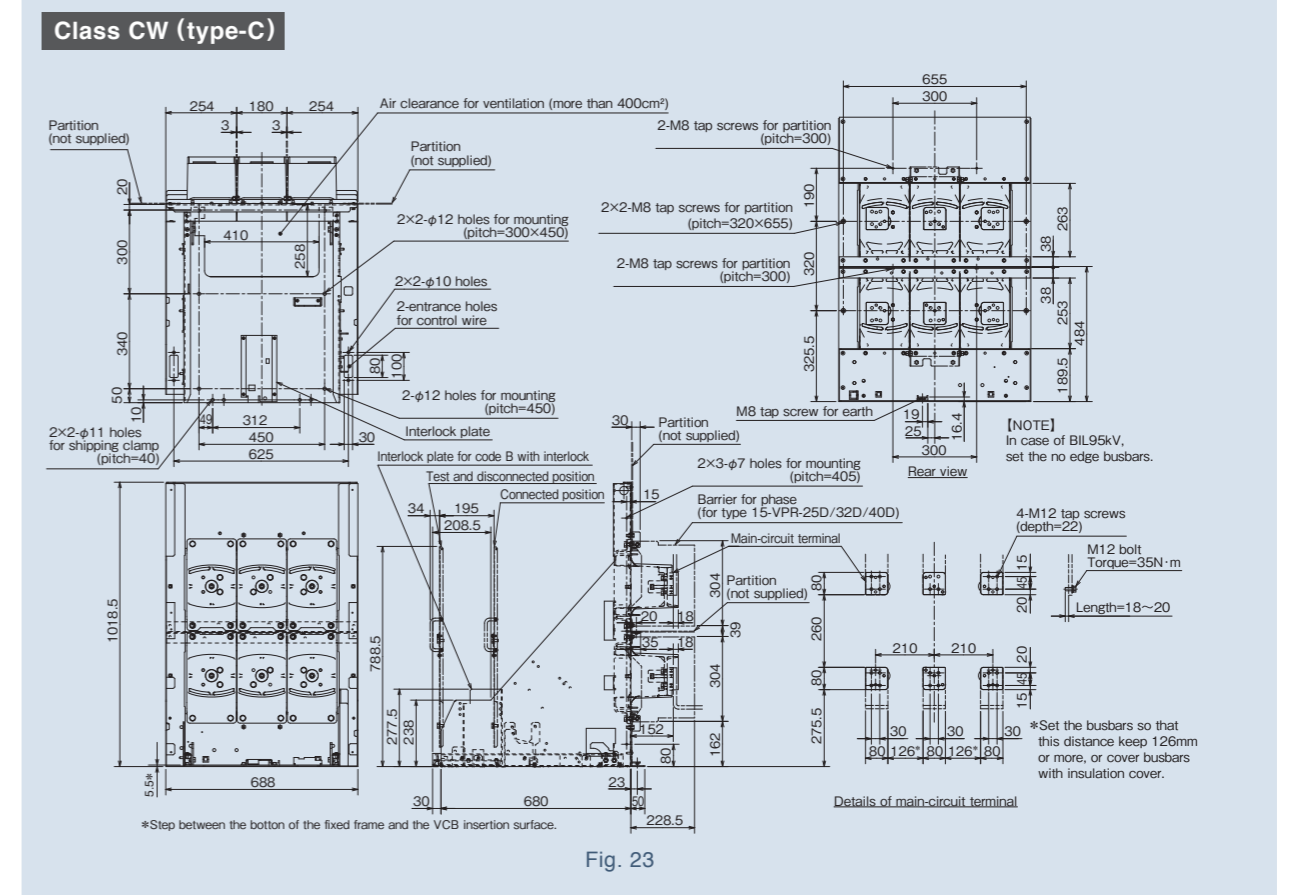 Class CW (type-C)
254
180
254
3
3
Air clearance for ventilation (more than 400cm²)
Partition
(not supplied)
Partition
(not supplied)
20
300
340
50
10
410
258
2×2-φ12 holes for mounting
(pitch=300×450)
2×2-φ10 holes
2-entrance holes
for control wire
80
100
2-φ12 holes for mounting
(pitch=450)
Interlock plate
2×2-φ11 holes
for shipping clamp
(pitch=40)
49
312
450
30
625
655
300
2-M8 tap screws for partition
(pitch=300)
2×2-M8 tap screws for partition
(pitch=320×655)
2-M8 tap screws for partition
(pitch=300)
190
320
325.5
263
38
38
253
484
189.5
M8 tap screw for earth
19
25
16.4
300
Rear view
【NOTE】
In case of BIL95kV,
set the no edge busbars.
1018.5
5.5*
688
*Step between the botton of the fixed frame and the VCB insertion surface.
Interlock plate for code B with interlock
Test and disconnected position
Connected position
34
195
208.5
30
Partition
(not supplied)
2×3-φ7 holes for mounting
(pitch=405)
15
Barrier for phase
(for type 15-VPR-25D/32D/40D)
Main-circuit terminal
Partition
(not supplied)
788.5
277.5
238
304
20
18
39
35
18
304
152
162
80
23
30
680
50
228.5
4-M12 tap screws
(depth=22)
M12 bolt
Torque=35N·m
Length=18～20
80
15
45
20
260
210
210
80
20
45
15
275.5
30
30
30
80
126*
80
126*
80
*Set the busbars so that
this distance keep 126mm
or more, or cover busbars
with insulation cover.
Details of main-circuit terminal
Fig. 23